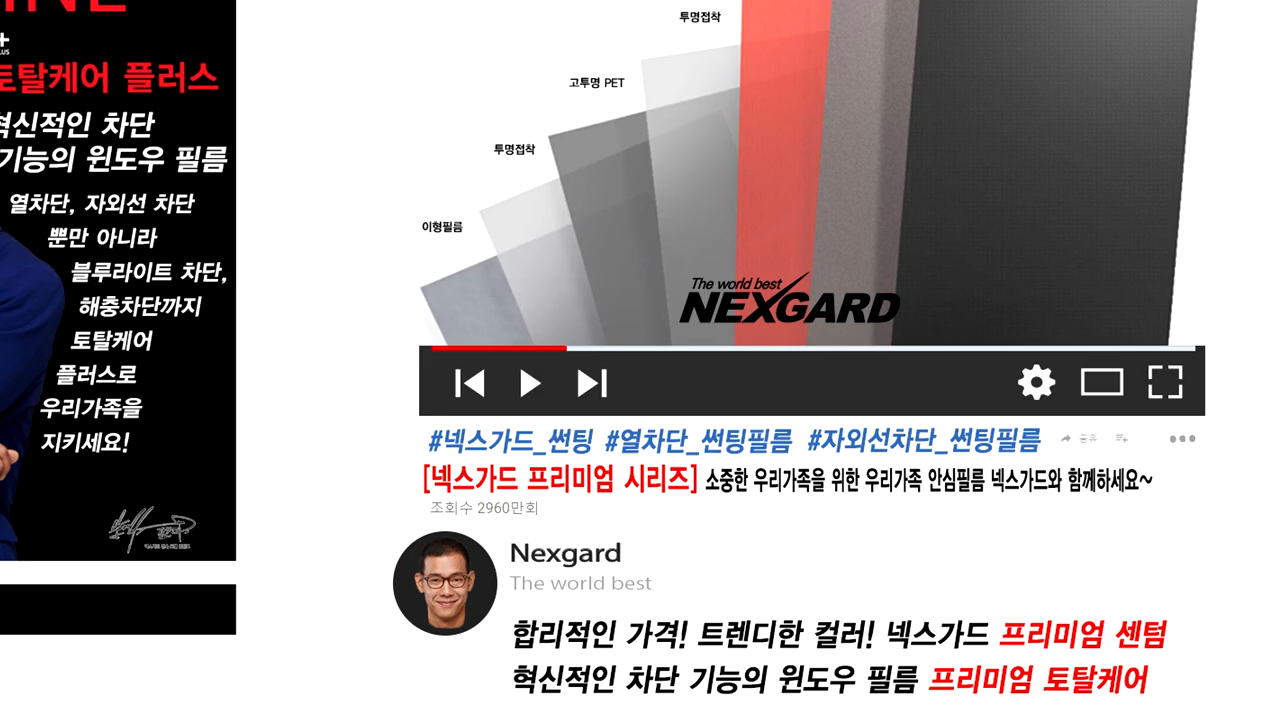 토탈케어 플러스
혁신적인 차단
기능의 윈도우 필름
열차단, 자외선 차단
뿐만 아니라
블루라이트 차단,
해충차단까지
토탈케어
플러스로
우리가족을
지키세요!
투명접착
고투명 PET
투명접착
이형필름
The world best
NEXGARD
#넥스가드_썬팅 #열차단_썬팅필름 #자외선차단_썬팅필름
공유
[넥스가드 프리미엄 시리즈] 소중한 우리가족을 위한 우리가족 안심필름 넥스가드와 함께하세요~
조회수 2960만회
Nexgard
The world best
합리적인 가격! 트렌디한 컬러! 넥스가드 프리미엄 센텀
혁신적인 차단 기능의 윈도우 필름 프리미엄 토탈케어